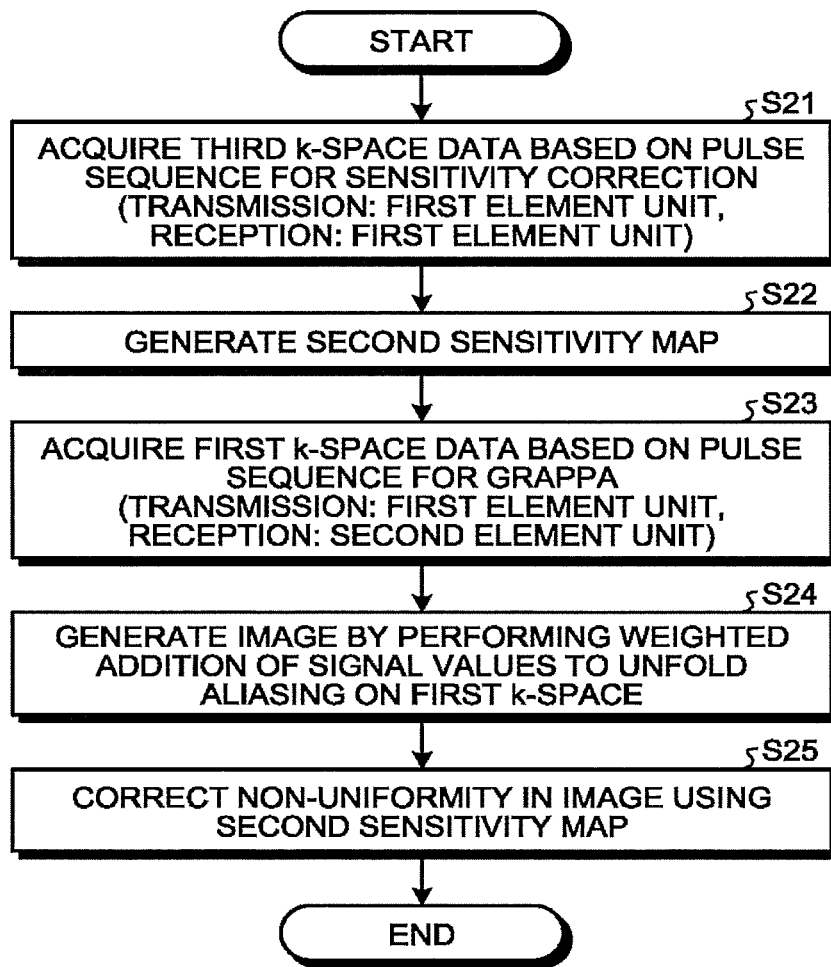 START
S21
ACQUIRE THIRD k-SPACE DATA BASED ON PULSE
SEQUENCE FOR SENSITIVITY CORRECTION
(TRANSMISSION: FIRST ELEMENT UNIT,
RECEPTION: FIRST ELEMENT UNIT)
S22
GENERATE SECOND SENSITIVITY MAP
S23
ACQUIRE FIRST k-SPACE DATA BASED ON PULSE
SEQUENCE FOR GRAPPA
(TRANSMISSION: FIRST ELEMENT UNIT,
RECEPTION: SECOND ELEMENT UNIT)
S24
GENERATE IMAGE BY PERFORMING WEIGHTED
ADDITION OF SIGNAL VALUES TO UNFOLD
ALIASING ON FIRST k-SPACE
S25
CORRECT NON-UNIFORMITY IN IMAGE USING
SECOND SENSITIVITY MAP
END